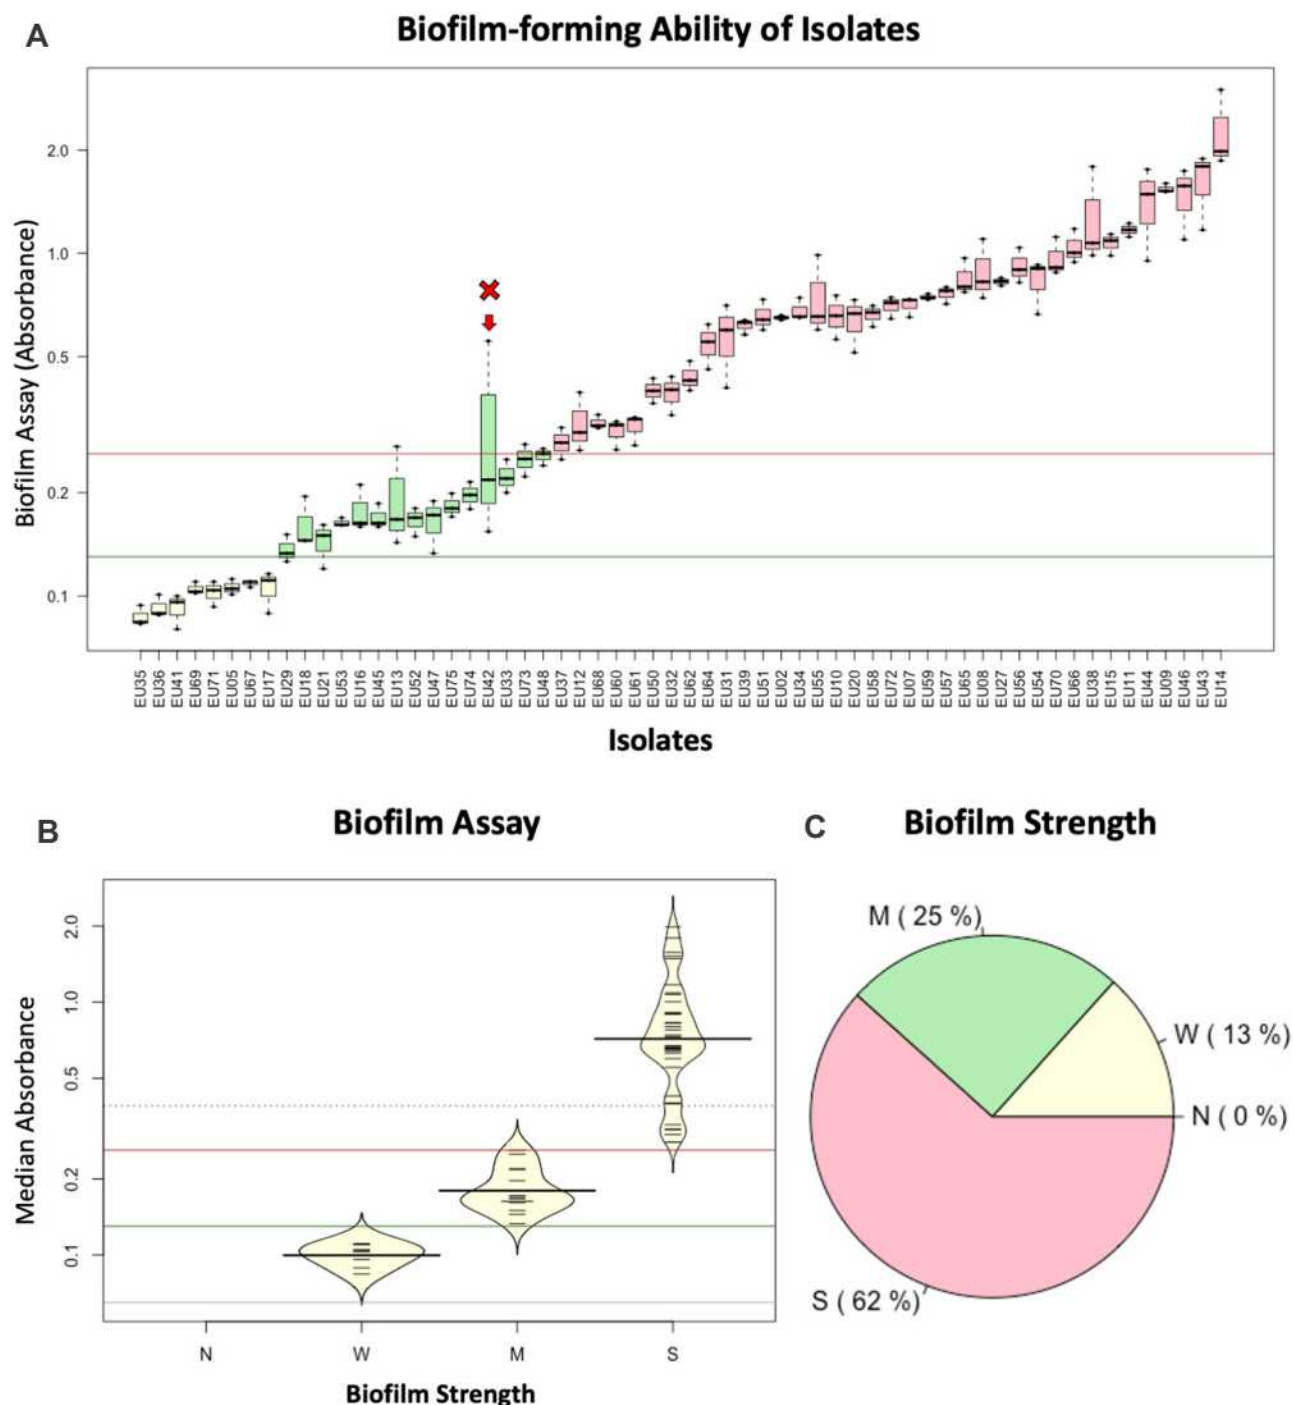 A
Biofilm-forming Ability of Isolates
Biofilm Assay (Absorbance)
2.0
1.0
0.5
0.2
0.1
EU35 EU36 EU41 EU69 EU71 EU05 EU67 EU17 EU29 EU18 EU21 EU53 EU16 EU45 EU13 EU52 EU47 EU75 EU74 EU42 EU33 EU73 EU48 EU37 EU12 EU68 EU60 EU61 EU50 EU32 EU62 EU64 EU31 EU39 EU51 EU02 EU34 EU55 EU10 EU20 EU58 EU72 EU07 EU59 EU57 EU65 EU08 EU27 EU56 EU54 EU70 EU66 EU38 EU15 EU11 EU44 EU09 EU46 EU43 EU14
Isolates
B
Biofilm Assay
Median Absorbance
2.0
1.0
0.5
0.2
0.1
N W M S
Biofilm Strength
C
Biofilm Strength
M ( 25 %)
W ( 13 %)
N ( 0 %)
S ( 62 %)